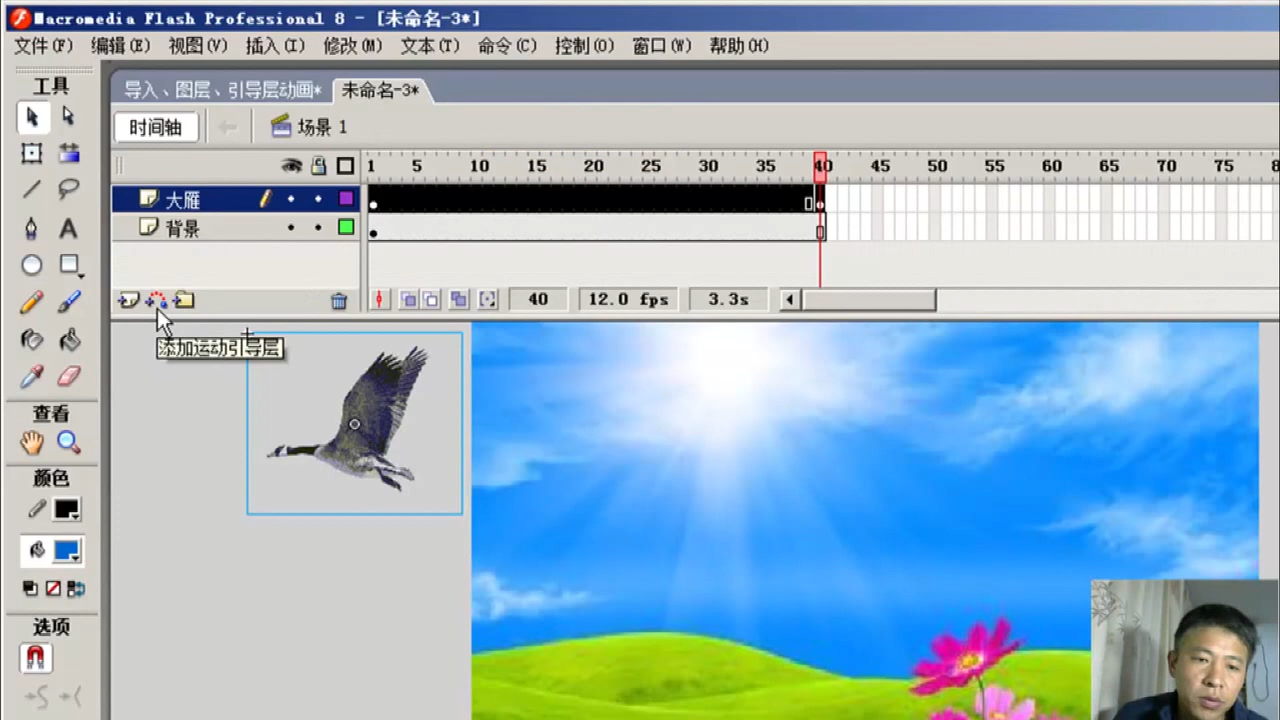 Macromedia Flash Professional 8 - [未命名-3*]
文件(F) 编辑(E) 视图(V) 插入(I) 修改(M) 文本(T) 命令(C) 控制(O) 窗口(W) 帮助(H)
工具
导入、图层、引导层动画* 未命名-3*
时间轴 场景 1
1 5 10 15 20 25 30 35 40 45 50 55 60 65 70 75 8
大雁
背景
40 12.0 fps 3.3s
添加运动引导层
A
查看
颜色
选项